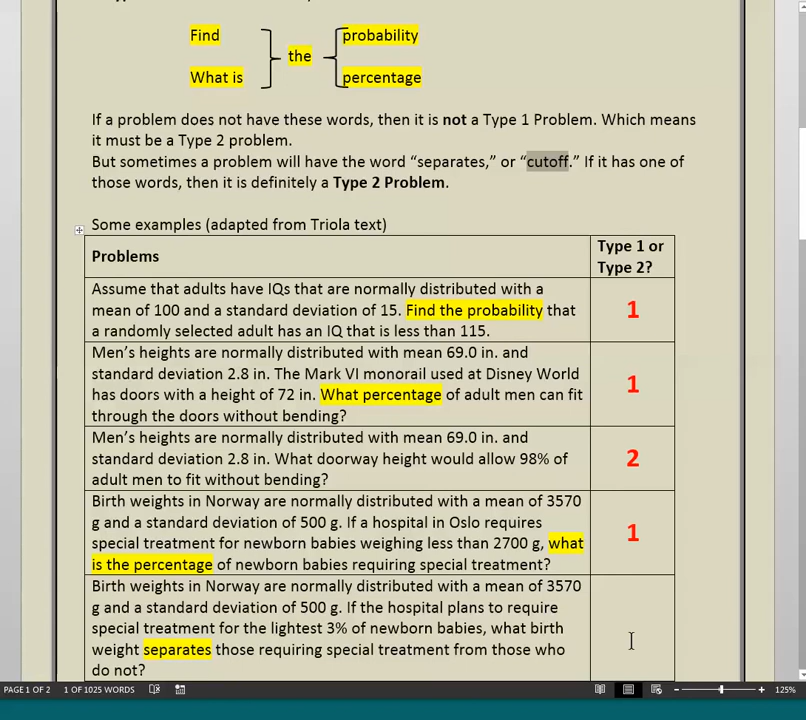 Find
probability
the
What is
percentage
If a problem does not have these words, then it is not a Type 1 Problem. Which means
it must be a Type 2 problem.
But sometimes a problem will have the word “separates,” or “cutoff.” If it has one of
those words, then it is definitely a Type 2 Problem.
Some examples (adapted from Triola text)
Problems
Type 1 or
Type 2?
Assume that adults have IQs that are normally distributed with a
mean of 100 and a standard deviation of 15. Find the probability that
a randomly selected adult has an IQ that is less than 115.
1
Men’s heights are normally distributed with mean 69.0 in. and
standard deviation 2.8 in. The Mark VI monorail used at Disney World
has doors with a height of 72 in. What percentage of adult men can fit
through the doors without bending?
1
Men’s heights are normally distributed with mean 69.0 in. and
standard deviation 2.8 in. What doorway height would allow 98% of
adult men to fit without bending?
2
Birth weights in Norway are normally distributed with a mean of 3570
g and a standard deviation of 500 g. If a hospital in Oslo requires
special treatment for newborn babies weighing less than 2700 g, what
is the percentage of newborn babies requiring special treatment?
1
Birth weights in Norway are normally distributed with a mean of 3570
g and a standard deviation of 500 g. If the hospital plans to require
special treatment for the lightest 3% of newborn babies, what birth
weight separates those requiring special treatment from those who
do not?
PAGE 1 OF 2 1 OF 1025 WORDS 125%